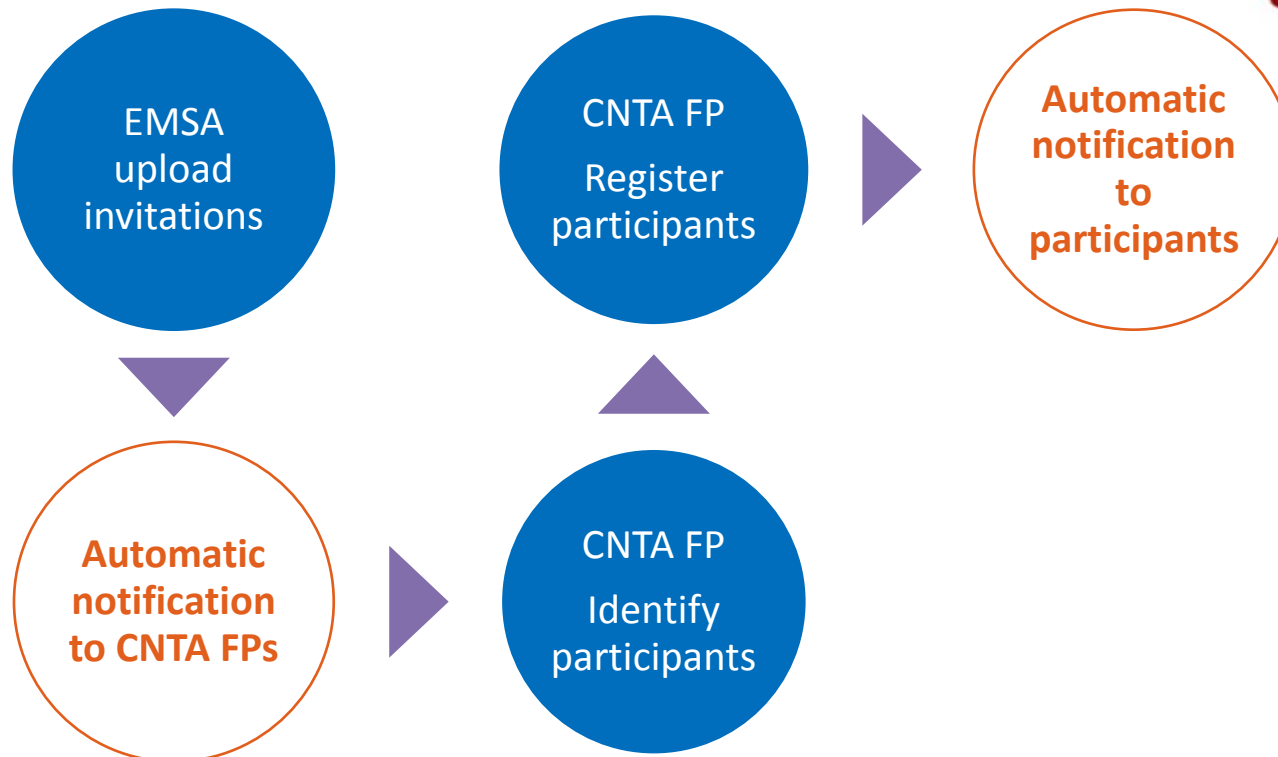 EMSA
upload
invitations
Automatic
notification
to CNTA FPs
CNTA FP
Identify
participants
CNTA FP
Register
participants
Automatic
notification
to
participants